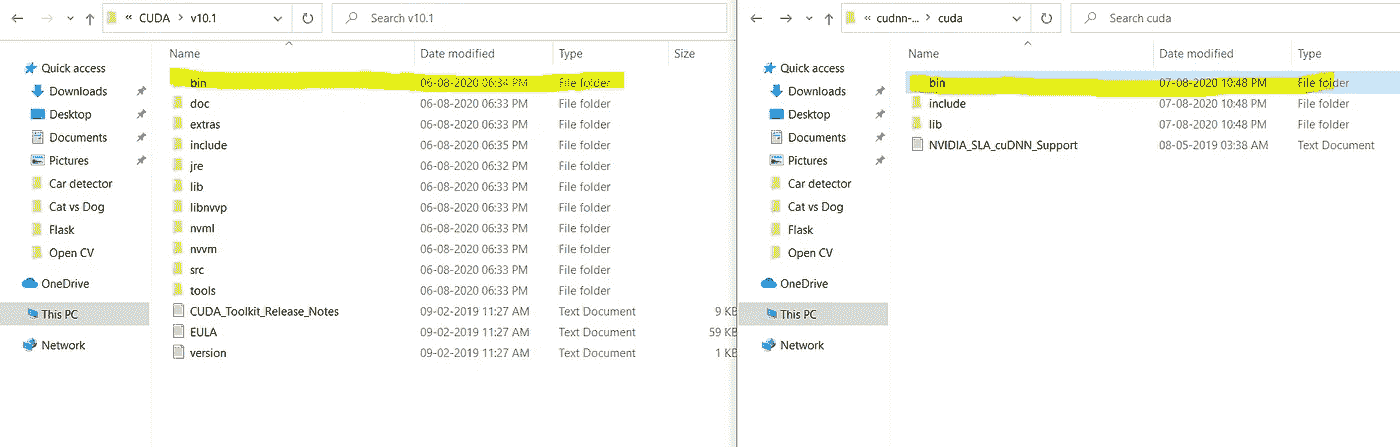 « CUDA > v10.1
Search v10.1
Name Date modified Type Size
Quick access
Downloads
Desktop
Documents
Pictures
Car detector
Cat vs Dog
Flask
Open CV
OneDrive
This PC
Network
bin 06-08-2020 06:34 PM File folder
doc 06-08-2020 06:33 PM File folder
extras 06-08-2020 06:33 PM File folder
include 06-08-2020 06:35 PM File folder
jre 06-08-2020 06:32 PM File folder
lib 06-08-2020 06:33 PM File folder
libnvvp 06-08-2020 06:33 PM File folder
nvml 06-08-2020 06:33 PM File folder
nvvm 06-08-2020 06:33 PM File folder
src 06-08-2020 06:33 PM File folder
tools 06-08-2020 06:33 PM File folder
CUDA_Toolkit_Release_Notes 09-02-2019 11:27 AM Text Document 9 KB
EULA 09-02-2019 11:27 AM Text Document 59 KB
version 09-02-2019 11:27 AM Text Document 1 KB
« cudnn-... > cuda
Search cuda
Name Date modified Type
Quick access
Downloads
Desktop
Documents
Pictures
Car detector
Cat vs Dog
Flask
Open CV
OneDrive
This PC
Network
bin 07-08-2020 10:48 PM File folder
include 07-08-2020 10:48 PM File folder
lib 07-08-2020 10:48 PM File folder
NVIDIA_SLA_cuDNN_Support 08-05-2019 03:38 AM Text Document